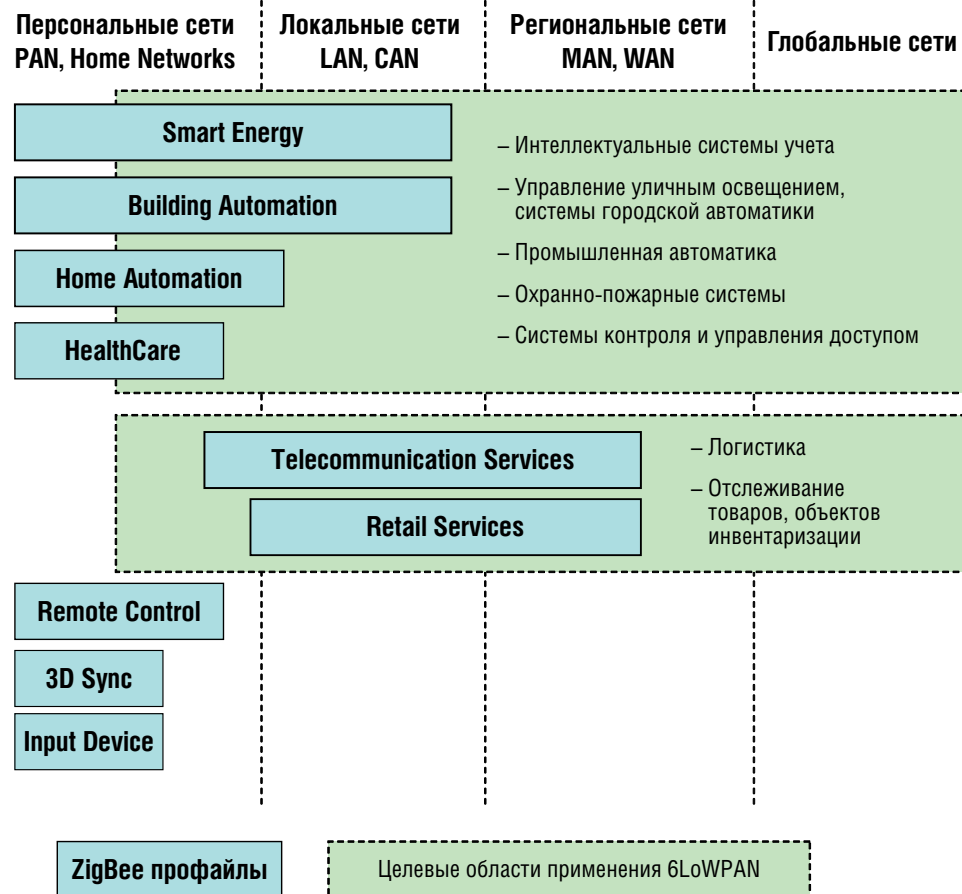 Персональные сети
PAN, Home Networks
Локальные сети
LAN, CAN
Региональные сети
MAN, WAN
Глобальные сети
Smart Energy
Building Automation
Home Automation
HealthCare
– Интеллектуальные системы учета
– Управление уличным освещением,
системы городской автоматики
– Промышленная автоматика
– Охранно-пожарные системы
– Системы контроля и управления доступом
Telecommunication Services
Retail Services
– Логистика
– Отслеживание
товаров, объектов
инвентаризации
Remote Control
3D Sync
Input Device
ZigBee профайлы
Целевые области применения 6LoWPAN